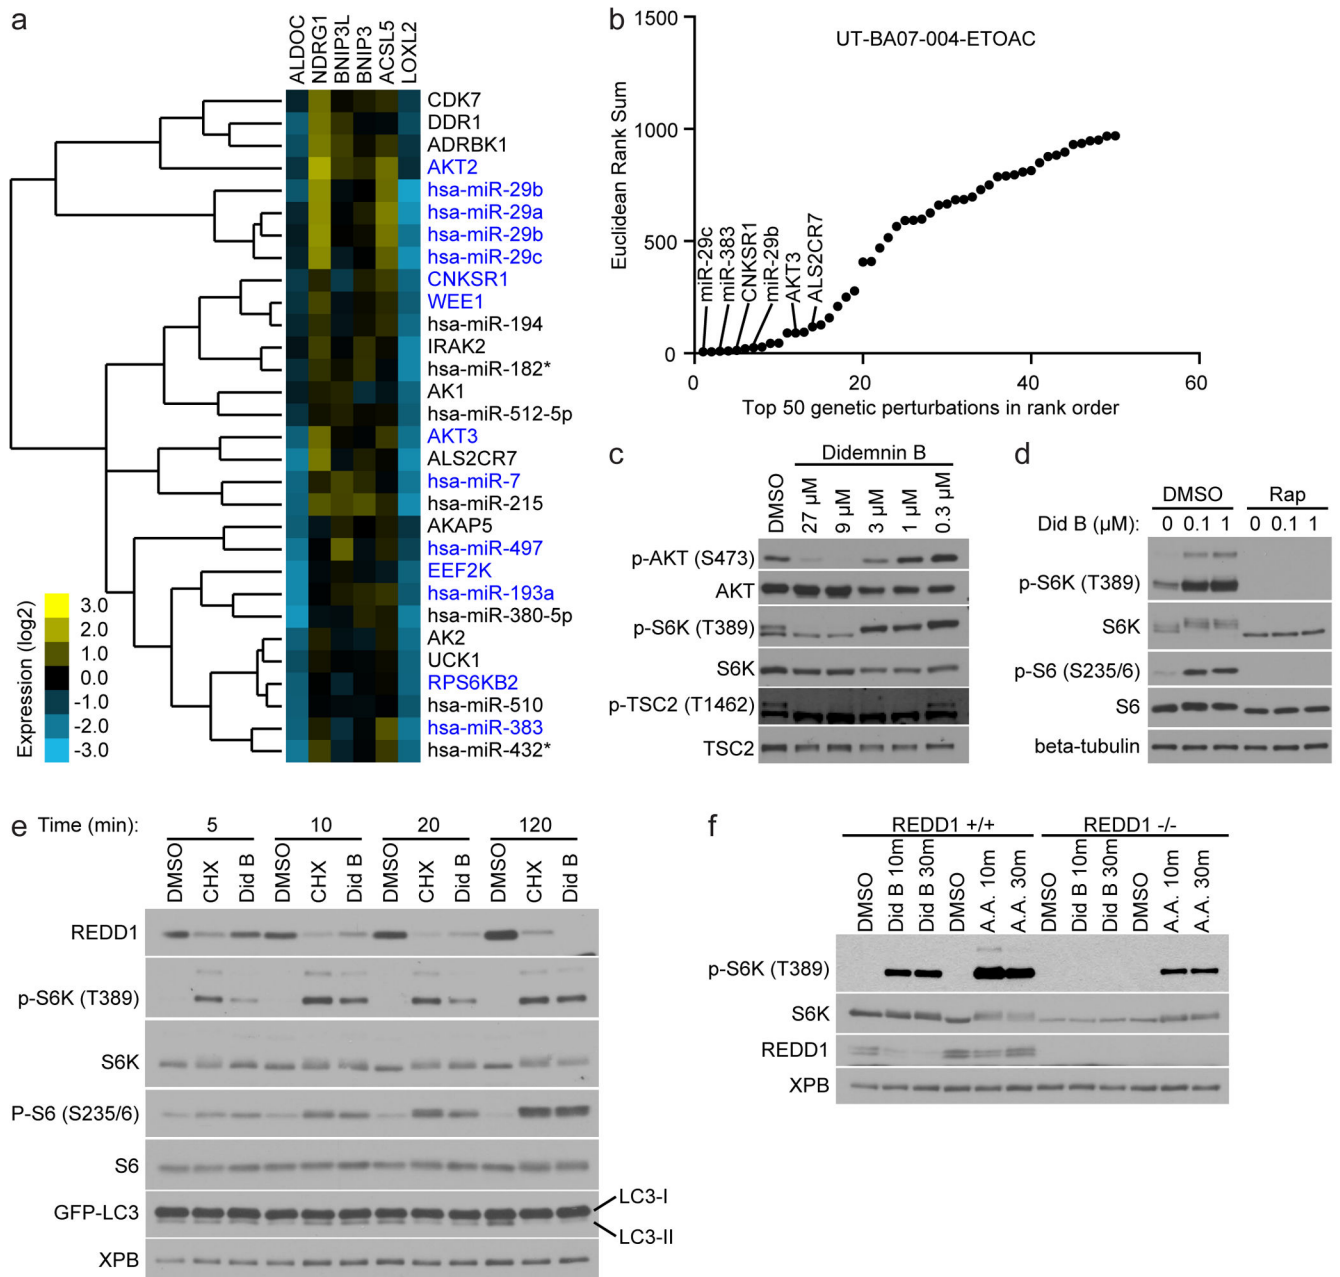 a
ALDOC
NDRG1
BNIP3L
BNIP3
ACSL5
LOXL2
CDK7
DDR1
ADRBK1
AKT2
hsa-miR-29b
hsa-miR-29a
hsa-miR-29b
hsa-miR-29c
CNKSR1
WEE1
hsa-miR-194
IRAK2
hsa-miR-182*
AK1
hsa-miR-512-5p
AKT3
ALS2CR7
hsa-miR-7
hsa-miR-215
AKAP5
hsa-miR-497
EEF2K
hsa-miR-193a
hsa-miR-380-5p
AK2
UCK1
RPS6KB2
hsa-miR-510
hsa-miR-383
hsa-miR-432*
Expression (log2)
3.0
2.0
1.0
0.0
-1.0
-2.0
-3.0
b
UT-BA07-004-ETOAC
Euclidean Rank Sum
1500
1000
500
0
miR-29c
miR-383
CNKSR1
miR-29b
AKT3
ALS2CR7
0 20 40 60
Top 50 genetic perturbations in rank order
c
Didemnin B
DMSO
27 µM
9 µM
3 µM
1 µM
0.3 µM
p-AKT (S473)
AKT
p-S6K (T389)
S6K
p-TSC2 (T1462)
TSC2
d
DMSO Rap
Did B (µM): 0 0.1 1 0 0.1 1
p-S6K (T389)
S6K
p-S6 (S235/6)
S6
beta-tubulin
e
Time (min): 5 10 20 120
DMSO
CHX
Did B
DMSO
CHX
Did B
DMSO
CHX
Did B
DMSO
CHX
Did B
REDD1
p-S6K (T389)
S6K
P-S6 (S235/6)
S6
GFP-LC3
LC3-I
LC3-II
XPB
f
REDD1 +/+ REDD1 -/-
DMSO
Did B 10m
Did B 30m
DMSO
A.A. 10m
A.A. 30m
DMSO
Did B 10m
Did B 30m
DMSO
A.A. 10m
A.A. 30m
p-S6K (T389)
S6K
REDD1
XPB